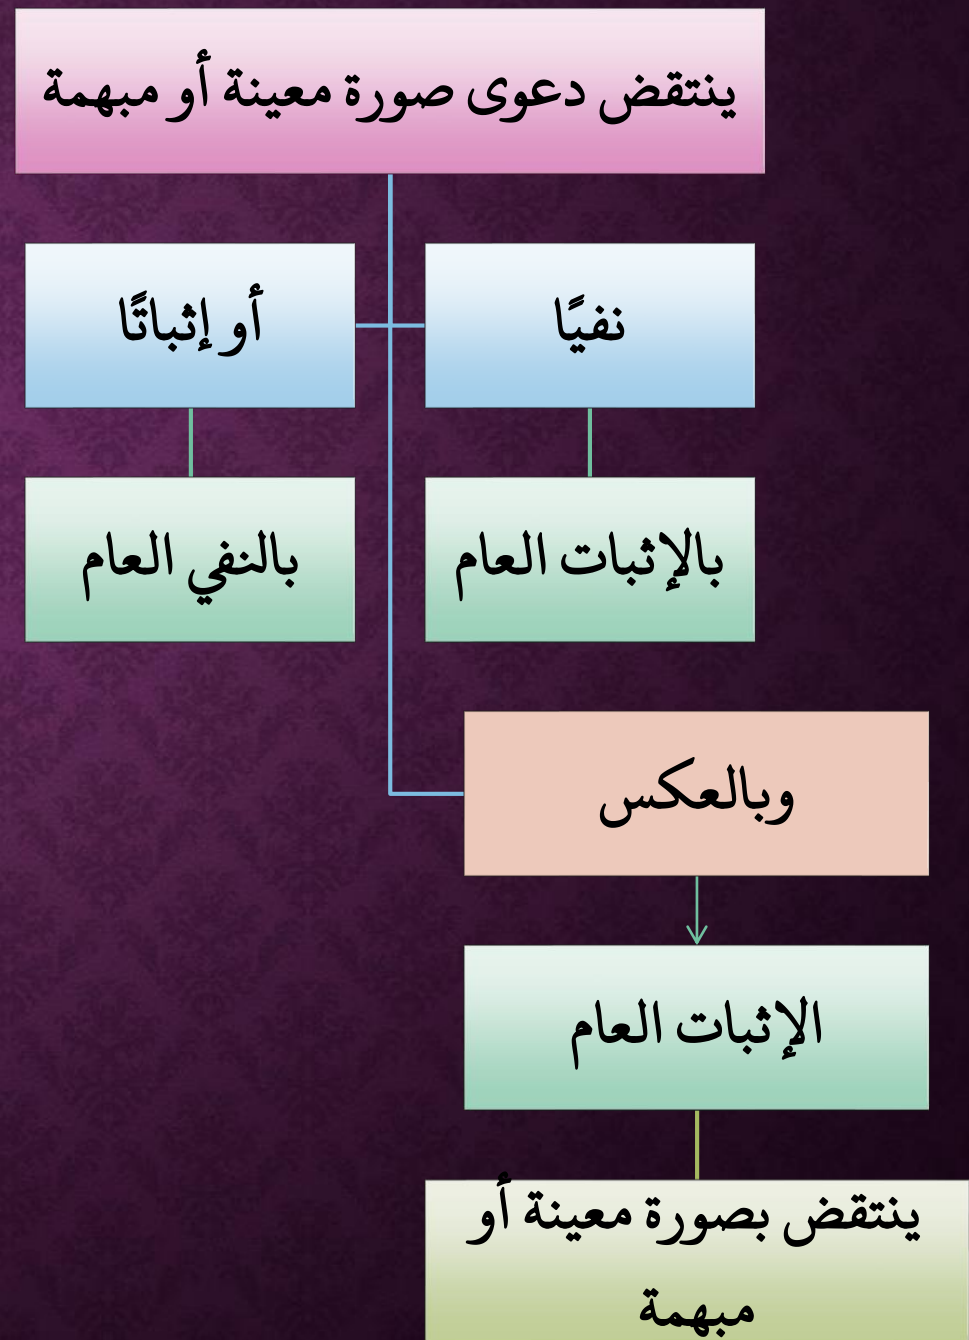 ينتقض دعوى صورة معينة أو مبهمة
نفيًا
أو إثباتًا
بالإثبات العام
بالنفي العام
وبالعكس
الإثبات العام
ينتقض بصورة معينة أو
مبهمة